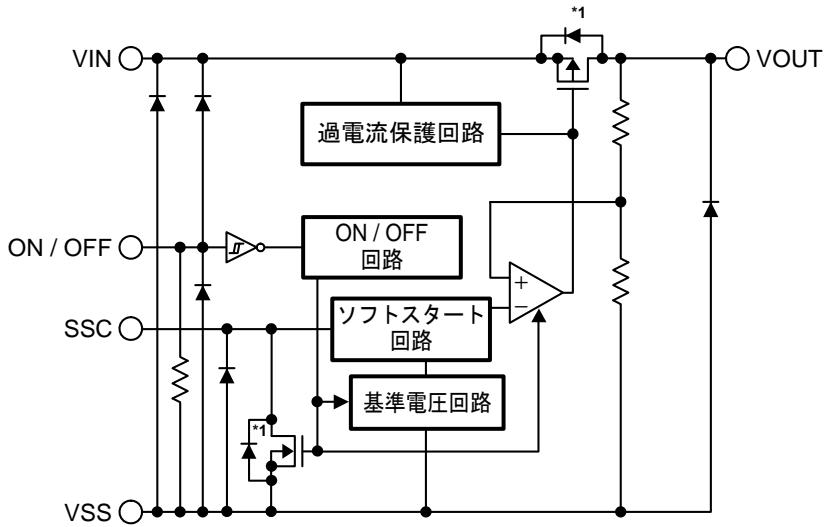 *1
VIN
VOUT
過電流保護回路
ON / OFF
ON / OFF
回路
+
−
SSC
ソフトスタート
回路
基準電圧回路
*1
VSS